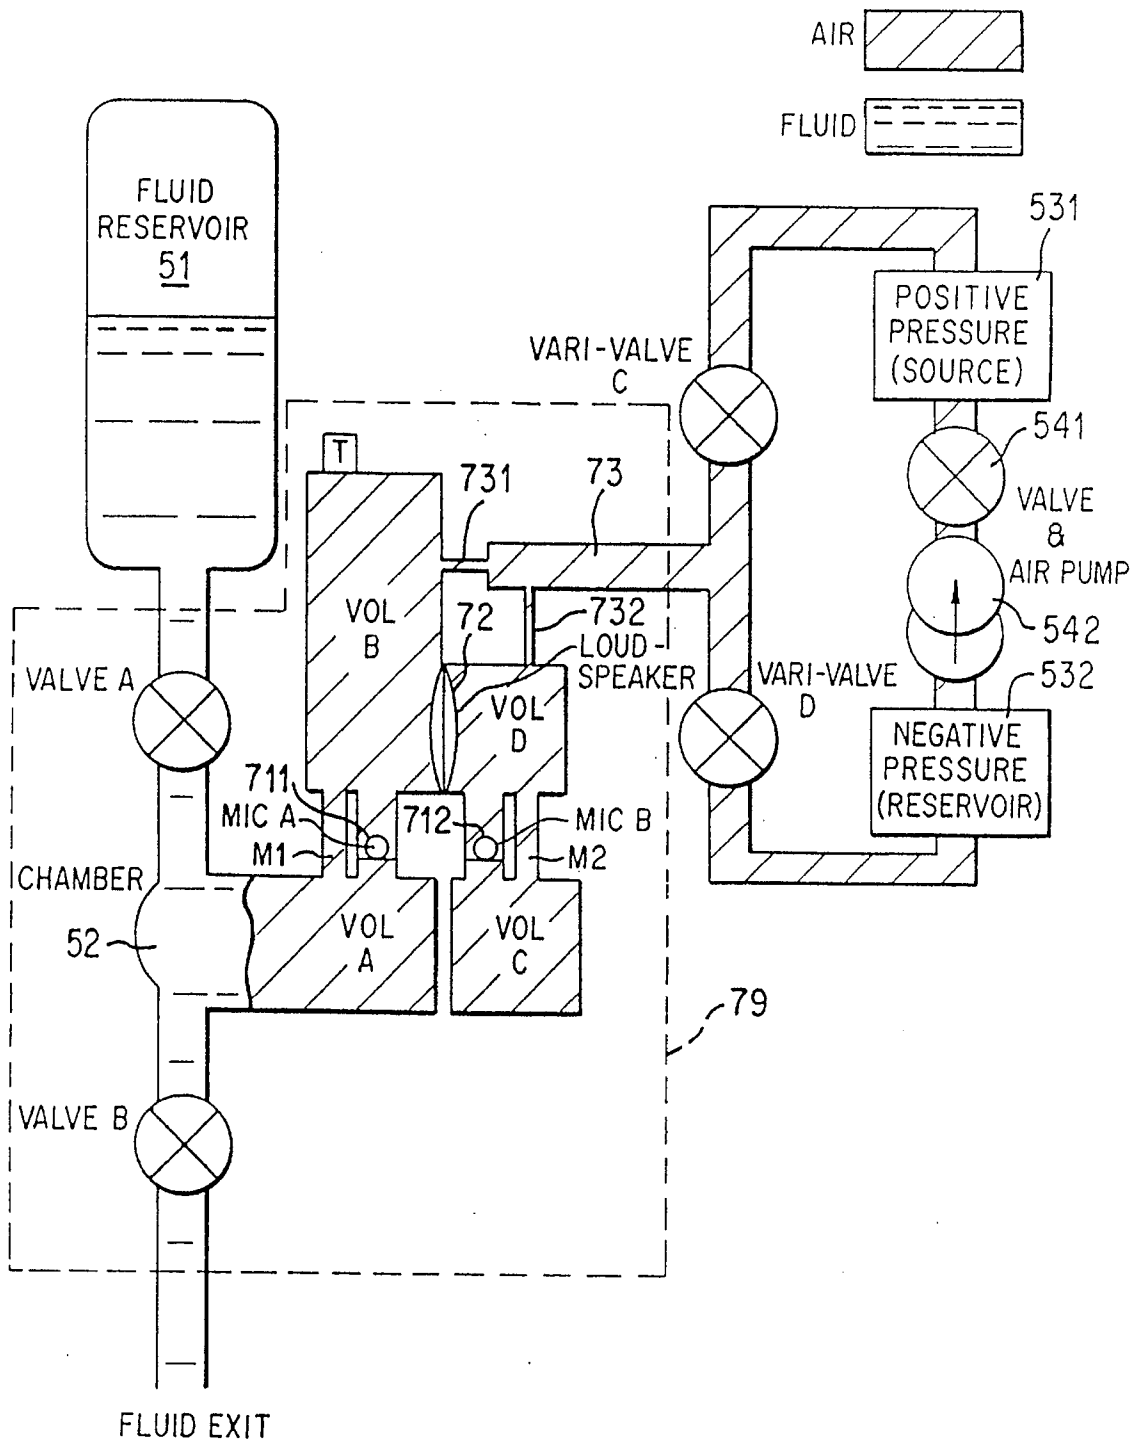 AIR
FLUID
FLUID
RESERVOIR
51
531
POSITIVE
PRESSURE
(SOURCE)
VARI-VALVE
C
541
VALVE
&
AIR PUMP
542
T
731
73
VOL
B
72
732
LOUD-
SPEAKER
VALVE A
VARI-VALVE
D
532
NEGATIVE
PRESSURE
(RESERVOIR)
VOL
D
711
MIC A
M1
712
MIC B
M2
CHAMBER
52
VOL
A
VOL
C
79
VALVE B
FLUID EXIT